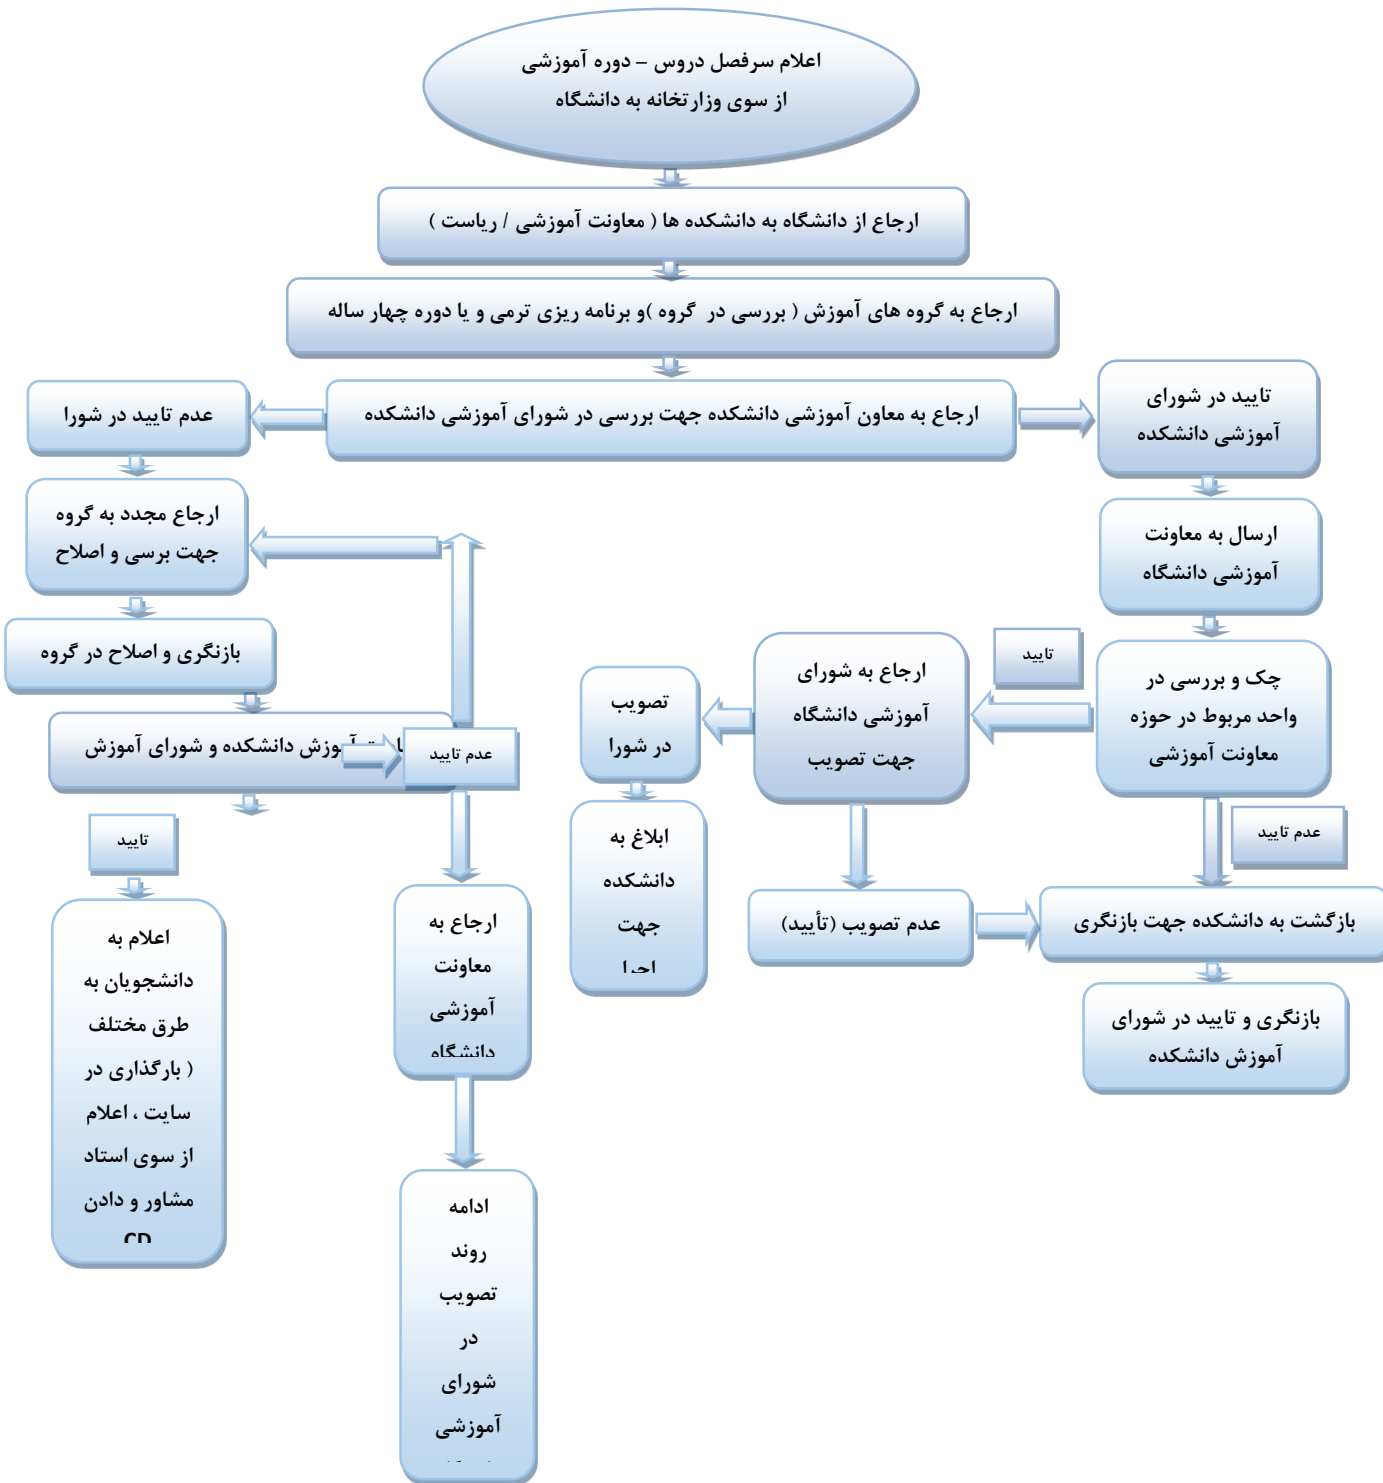 اعلام سرفصل دروس – دوره آموزشی
از سوی وزارتخانه به دانشگاه
ارجاع از دانشگاه به دانشکده ها ( معاونت آموزشی / ریاست )
ارجاع به گروه های آموزش ( بررسی در گروه )و برنامه ریزی ترمی و یا دوره چهار ساله
ارجاع به معاون آموزشی دانشکده جهت بررسی در شورای آموزشی دانشکده
تایید در شورای
آموزشی دانشکده
ارسال به معاونت
آموزشی دانشگاه
چک و بررسی در
واحد مربوط در حوزه
معاونت آموزشی
تایید
عدم تایید
ارجاع به شورای
آموزشی دانشگاه
جهت تصویب
تصویب
در شورا
ابلاغ به
دانشکده
جهت
اجرا
عدم تصویب (تأیید)
بازگشت به دانشکده جهت بازنگری
بازنگری و تایید در شورای
آموزش دانشکده
عدم تایید در شورا
ارجاع مجدد به گروه
جهت برسی و اصلاح
بازنگری و اصلاح در گروه
آموزش دانشکده و شورای آموزش
عدم تایید
تایید
اعلام به
دانشجویان به
طرق مختلف
( بارگذاری در
سایت ، اعلام
از سوی استاد
مشاور و دادن
CD
ارجاع به
معاونت
آموزشی
دانشگاه
ادامه
روند
تصویب
در
شورای
آموزشی